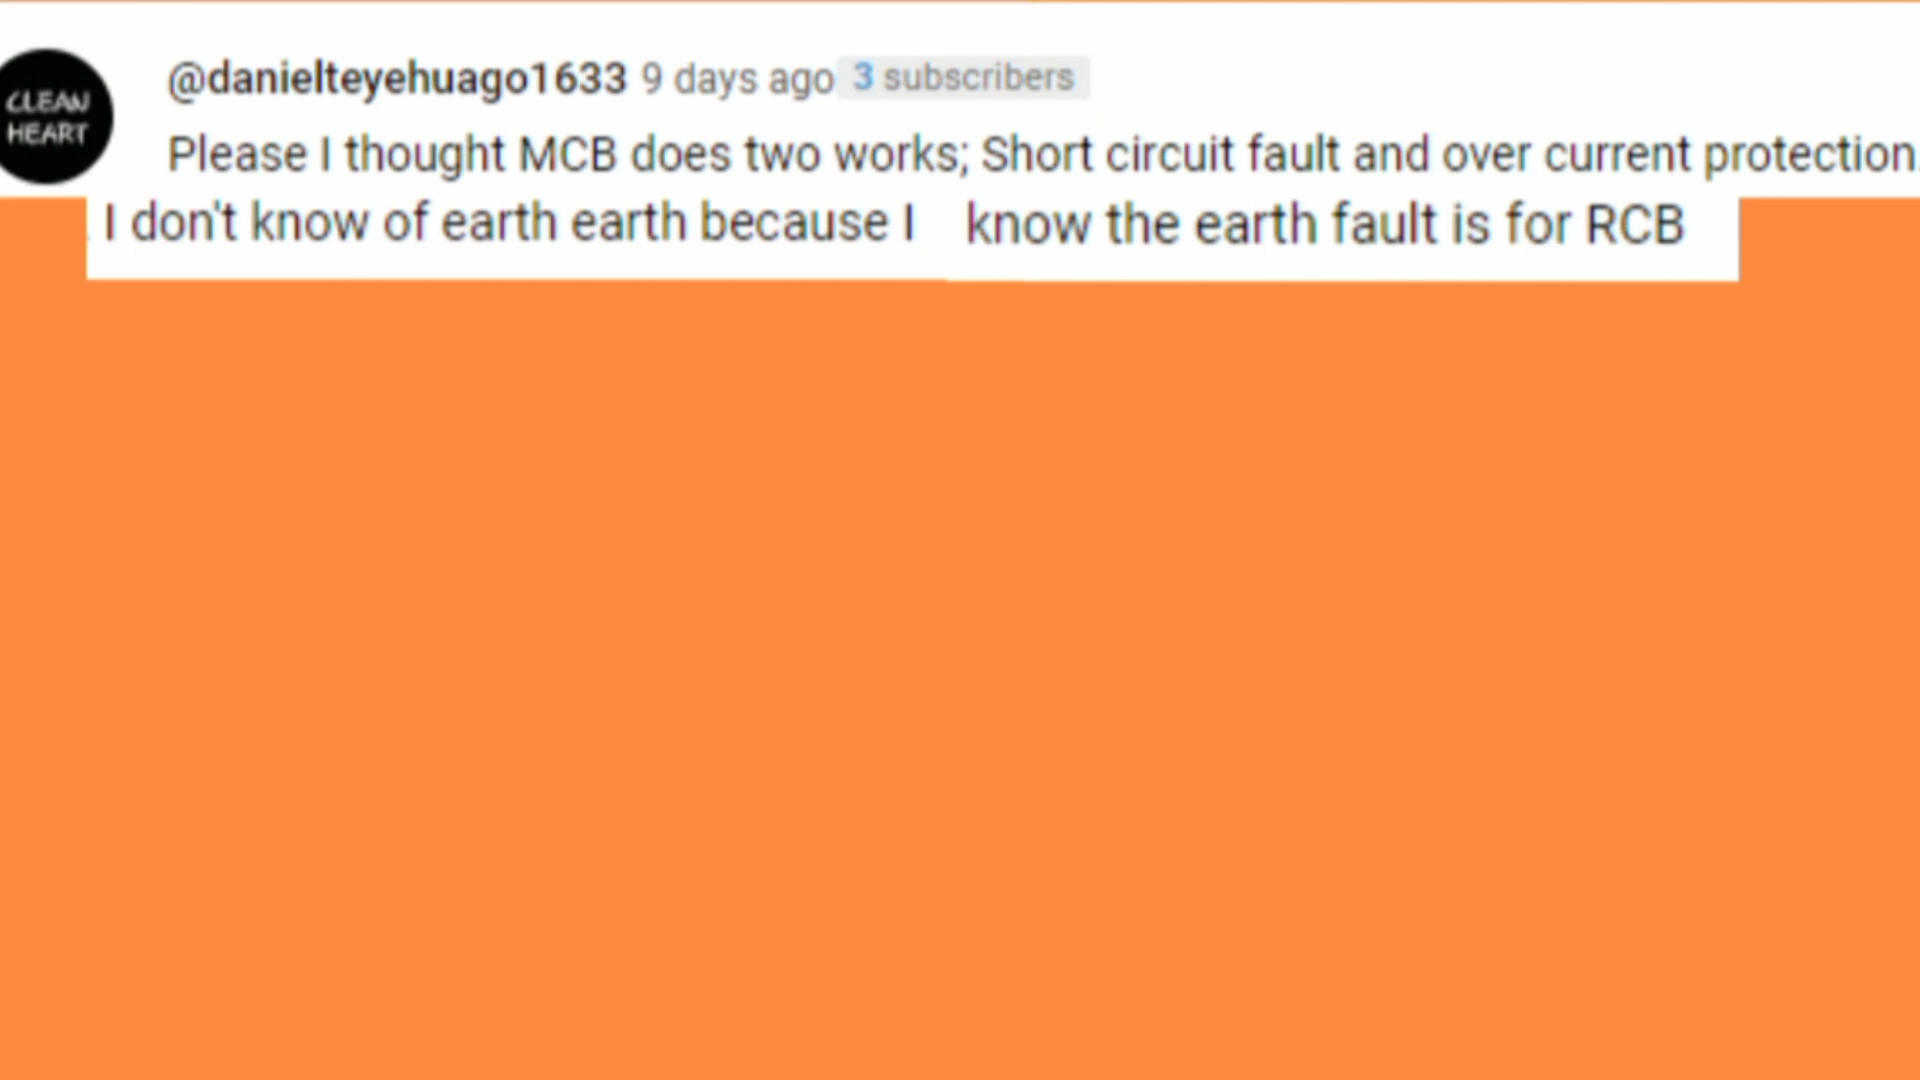 CLEAN
HEART
@danielteyehuago1633 9 days ago 3 subscribers
Please I thought MCB does two works; Short circuit fault and over current protection.
I don't know of earth earth because I know the earth fault is for RCB